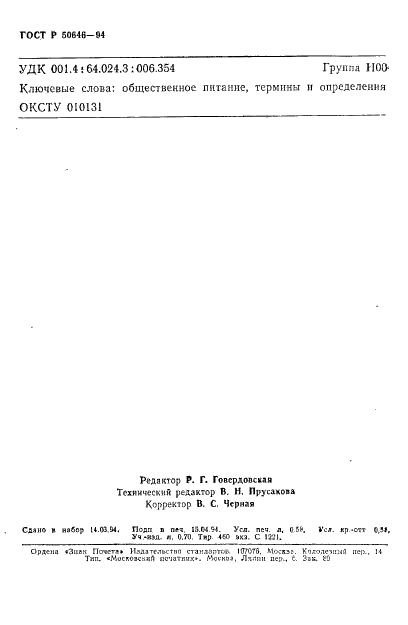 ГОСТ Р 50646—94
УДК 001.4:64.024.3:006.354 Группа Н00
Ключевые слова: общественное питание, термины и определения
ОКСТУ 010131
Редактор Р. Г. Говердовская
Технический редактор В. Н. Прусакова
Корректор В. С. Черная
Сдано в набор 14.03.94. Подп в печ. 13.04.94. Усл. печ. л. 0,58. Усл. кр.-отт 0,58.
Уч.-изд. л. 0,70. Тир. 460 экз. С 1221.
Ордена «Знак Почета» Издательство стандартов, 107076, Москва, Колодезный пер., 14
Тип. «Московский печатник». Москва, Лялин пер., 6. Зак. 80